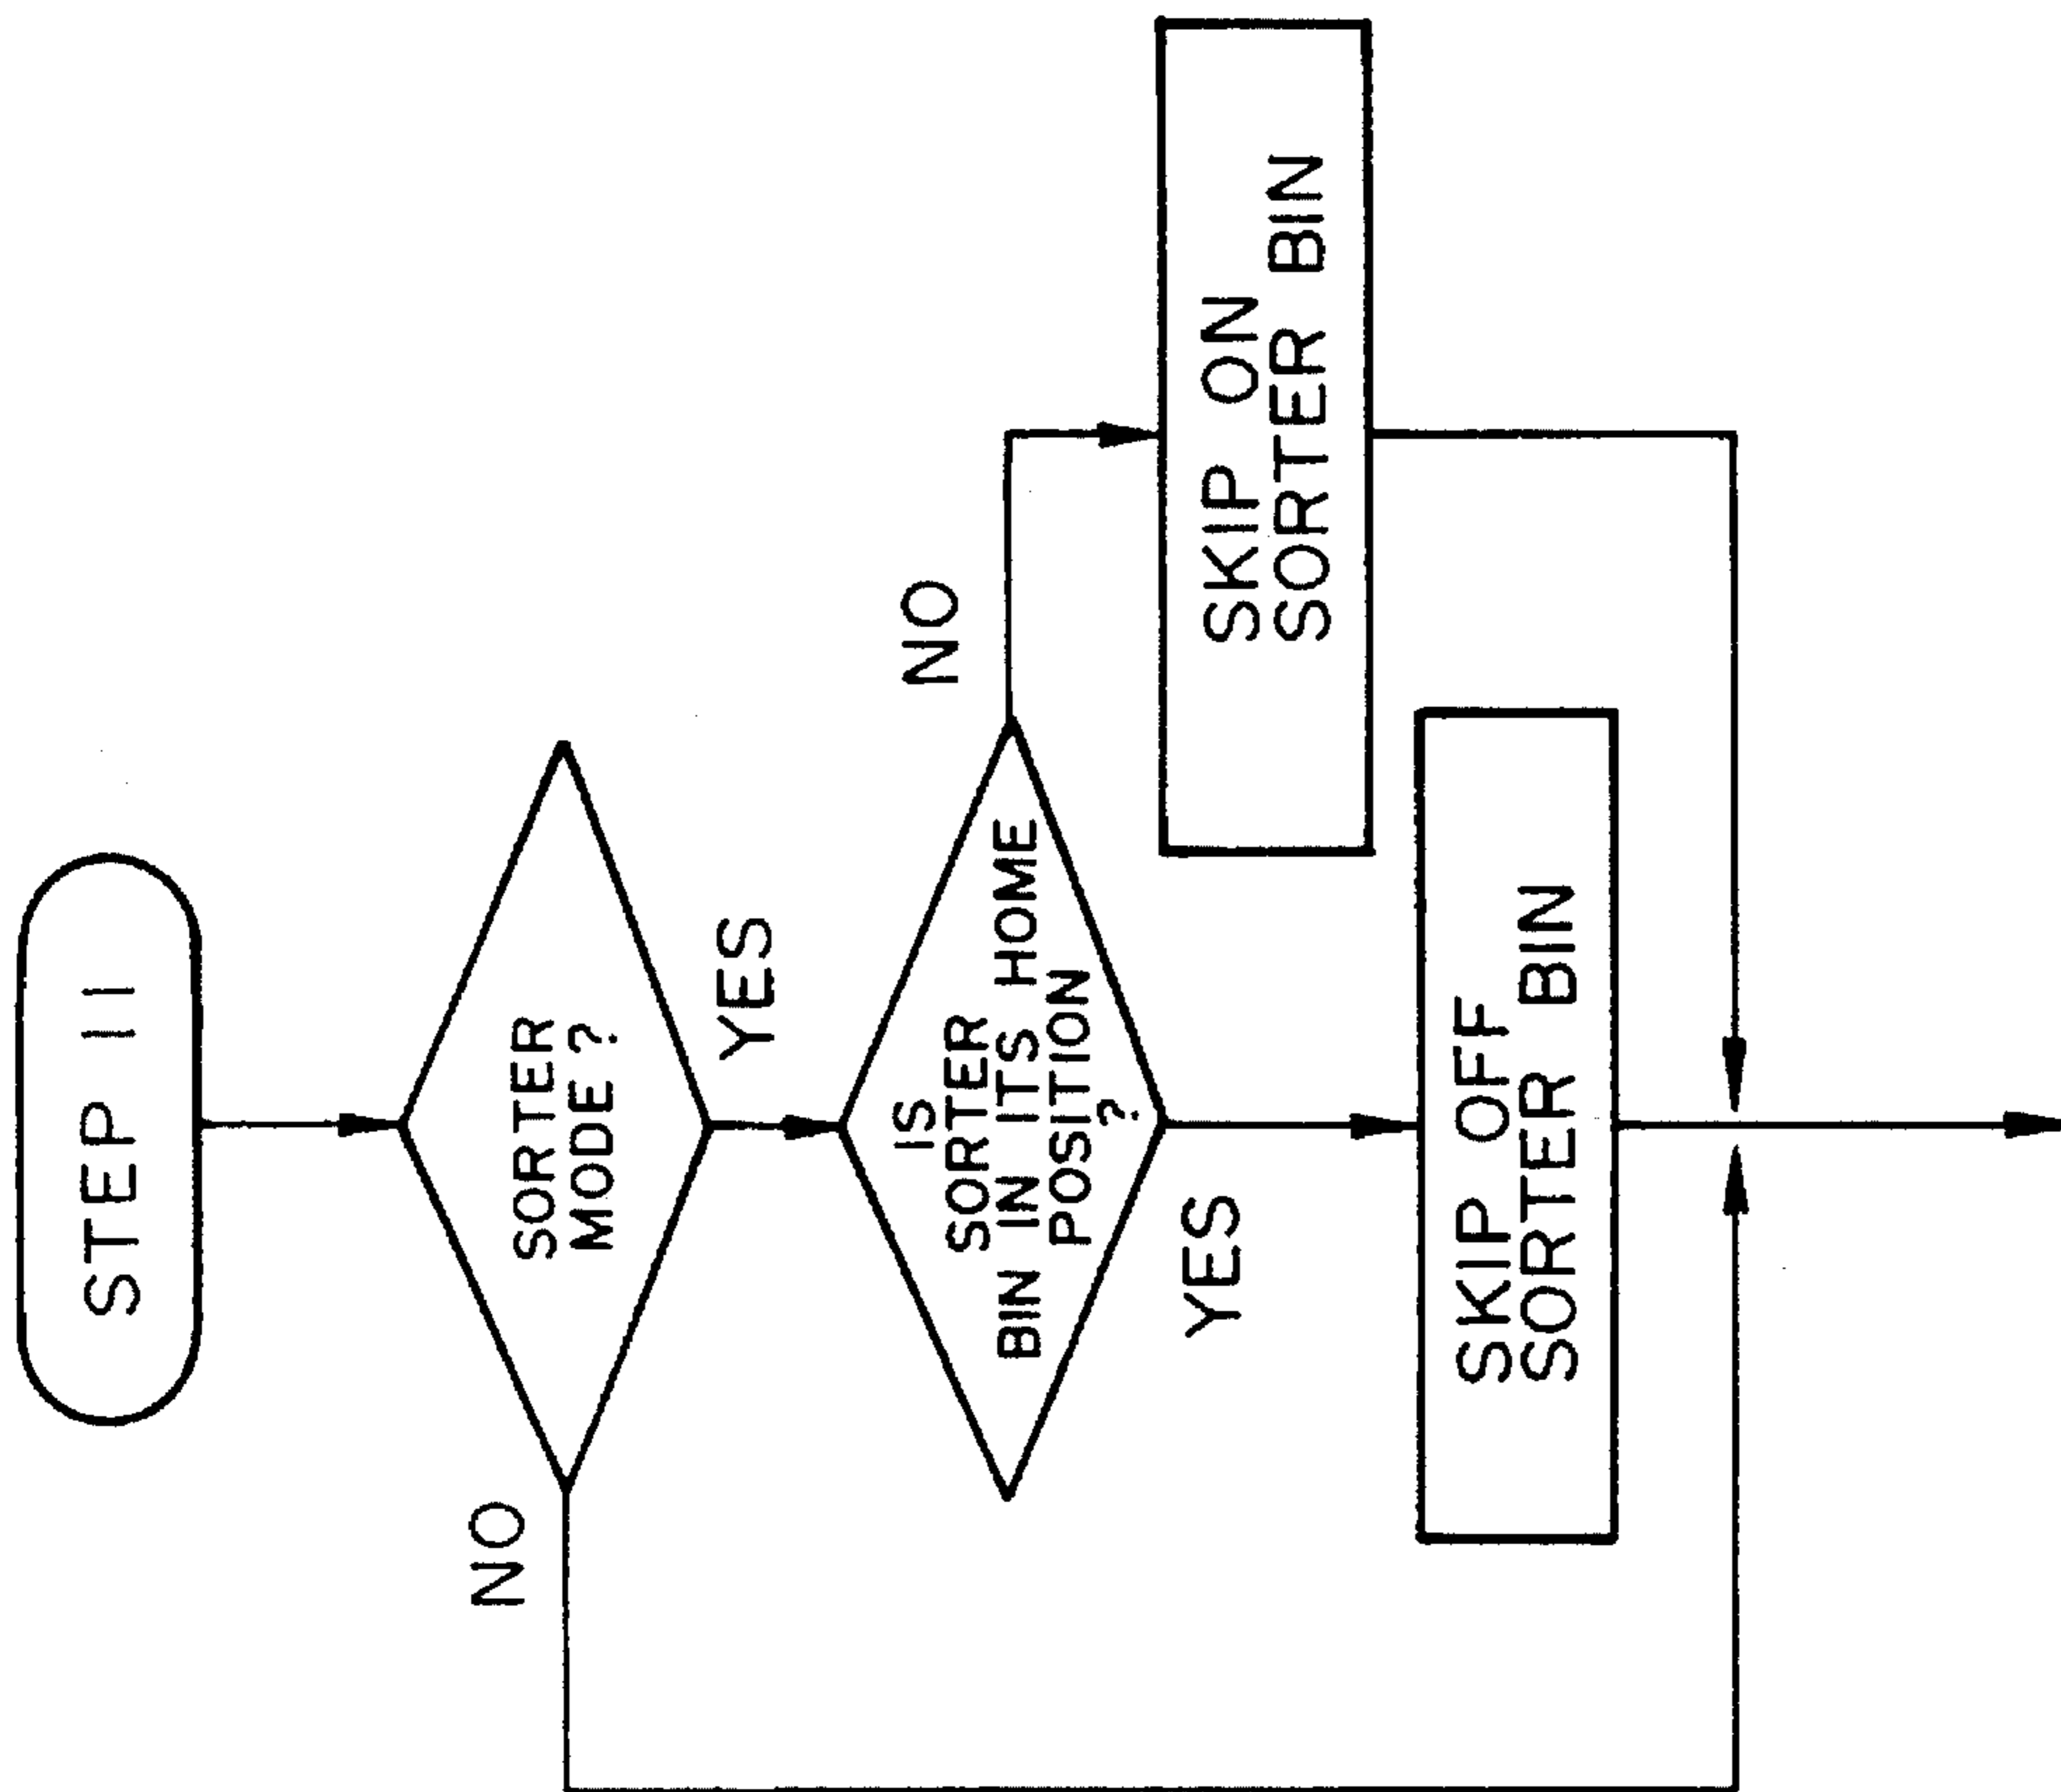 STEP 11
SORTER
MODE ?
NO
YES
IS
SORTER
BIN IN ITS HOME
POSITION
?
NO
YES
SKIP ON
SORTER BIN
SKIP OFF
SORTER BIN